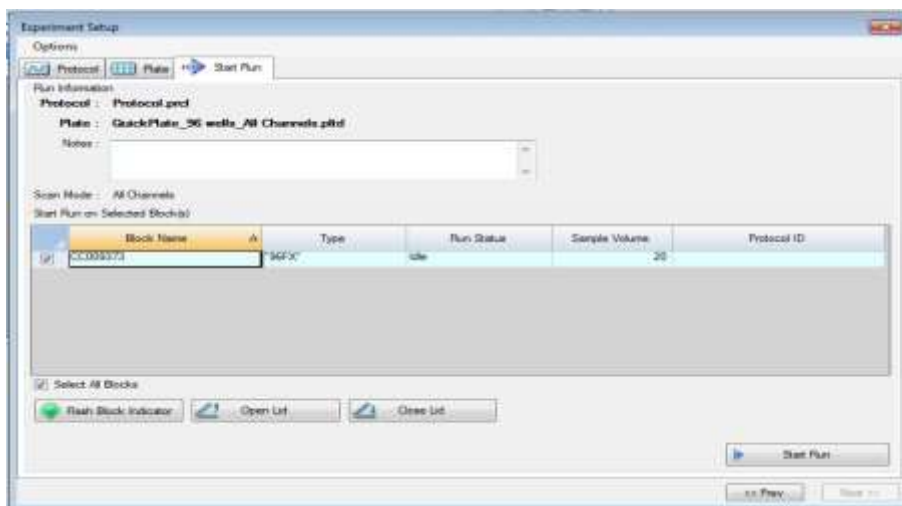 Experiment Setup
Options
Protocol Plate Start Run
Run Information
Protocol : Protocol.prcl
Plate : QuickPlate_96 wells_All Channels.pltd
Notes :
Scan Mode : All Channels
Start Run on Selected Block(s)
Block Name Type Run Status Sample Volume Protocol ID
CC009373 "96FX" Idle 20
Select All Blocks
Flash Block Indicator Open Lid Close Lid
Start Run
<< Prev Next >>